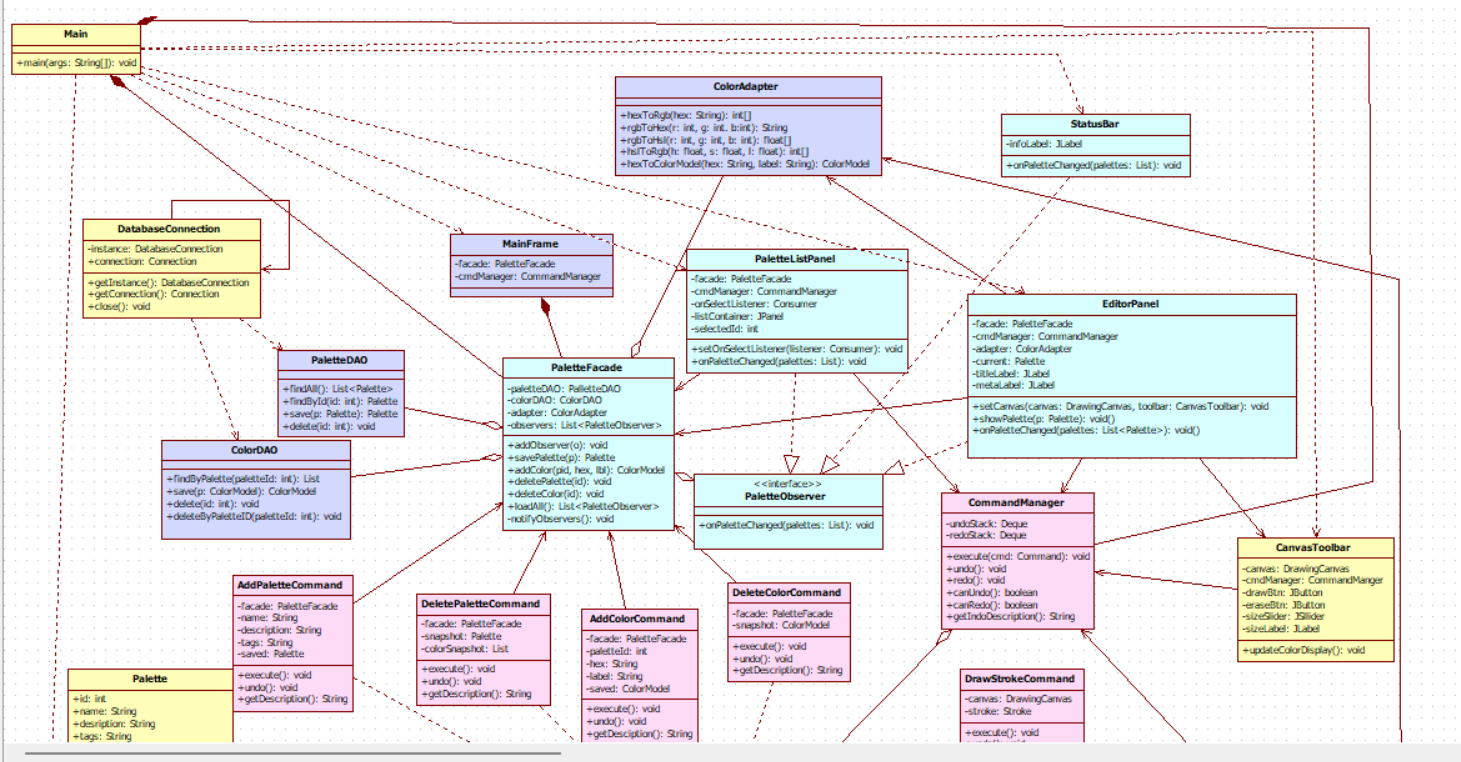 Main
+main(args: String[]): void
ColorAdapter
+hexToRgb(hex: String): int[]
+rgbToHex(r: int, g: int. b:int): String
+rgbToHsl(r: int, g: int, b: int): float[]
+hslToRgb(h: float, s: float, l: float): int[]
+hexToColorModel(hex: String, label: String): ColorModel
StatusBar
-infoLabel: JLabel
+onPaletteChanged(palettes: List): void
DatabaseConnection
-instance: DatabaseConnection
+connection: Connection
+getInstance(): DatabaseConnection
+getConnection(): Connection
+close(): void
MainFrame
-facade: PaletteFacade
-cmdManager: CommandManager
PaletteListPanel
-facade: PaletteFacade
-cmdManager: CommandManager
-onSelectListener: Consumer
-listContainer: JPanel
-selectedId: int
+setOnSelectListener(listener: Consumer): void
+onPaletteChanged(palettes: List): void
EditorPanel
-facade: PaletteFacade
-cmdManager: CommandManager
-adapter: ColorAdapter
-current: Palette
-titleLabel: JLabel
-metaLabel: JLabel
+setCanvas(canvas: DrawingCanvas, toolbar: CanvasToolbar): void
+showPalette(p: Palette): void()
+onPaletteChanged(palettes: List<Palette>): void()
PaletteDAO
+findAll(): List<Palette>
+findById(id: int): Palette
+save(p: Palette): Palette
+delete(id: int): void
PaletteFacade
-paletteDAO: PalletteDAO
-colorDAO: ColorDAO
-adapter: ColorAdapter
-observers: List<PaletteObserver>
+addObserver(o): void
+savePalette(p): Palette
+addColor(pid, hex, lbl): ColorModel
+deletePalette(id): void
+deleteColor(id): void
+loadAll(): List<PaletteObserver>
-notifyObservers(): void
ColorDAO
+findByPalette(paletteId: int): List
+save(p: ColorModel): ColorModel
+delete(id: int): void
+deleteByPaletteID(paletteId: int): void
<<interface>>
PaletteObserver
+onPaletteChanged(palettes: List): void
CommandManager
-undoStack: Deque
-redoStack: Deque
+execute(cmd: Command): void
+undo(): void
+redo(): void
+canUndo(): boolean
+canRedo(): boolean
+getIndoDescription(): String
CanvasToolbar
-canvas: DrawingCanvas
-cmdManager: CommandManger
-drawBtn: JButton
-eraseBtn: JButton
-sizeSlider: JSllider
-sizeLabel: JLabel
+updateColorDisplay(): void
AddPaletteCommand
-facade: PaletteFacade
-name: String
-description: String
-tags: String
-saved: Palette
+execute(): void
+undo(): void
+getDescription(): String
DeletePaletteCommand
-facade: PaletteFacade
-snapshot: Palette
-colorSnapshot: List
+execute(): void
+undo(): void
+getDescription(): String
AddColorCommand
-facade: PaletteFacade
-paletteId: int
-hex: String
-label: String
-saved: ColorModel
+execute(): void
+undo(): void
+getDesciption(): String
DeleteColorCommand
-facade: PaletteFacade
-snapshot: ColorModel
+execute(): void
+undo(): void
+getDescription(): String
Palette
+id: int
+name: String
+desription: String
+tags: String
DrawStrokeCommand
-canvas: DrawingCanvas
-stroke: Stroke
+execute(): void